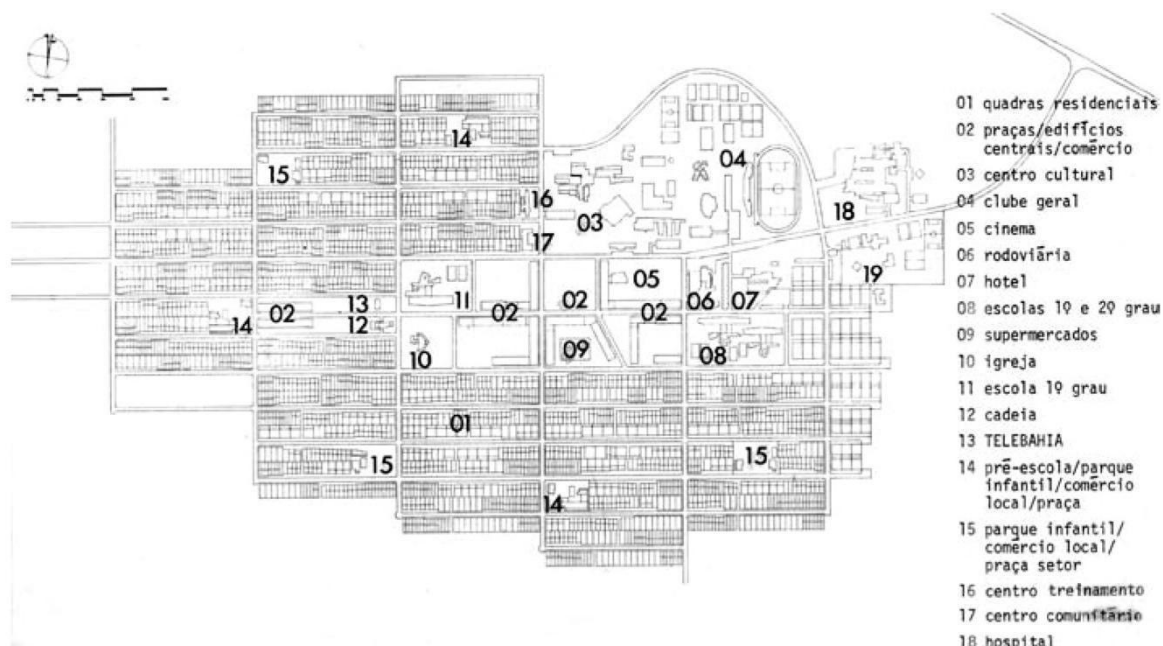 14
04
15
16
18
03
17
19
05
11
02
06
07
13
02
02
02
14
12
10
09
08
01
15
15
14
01 quadras residenciais
02 praças/edifícios
centrais/comércio
03 centro cultural
04 clube geral
05 cinema
06 rodoviária
07 hotel
08 escolas 1º e 2º grau
09 supermercados
10 igreja
11 escola 1º grau
12 cadeia
13 TELEBAHIA
14 pré-escola/parque
infantil/comércio
local/praça
15 parque infantil/
comércio local/
praça setor
16 centro treinamento
17 centro comunitário
18 hospital